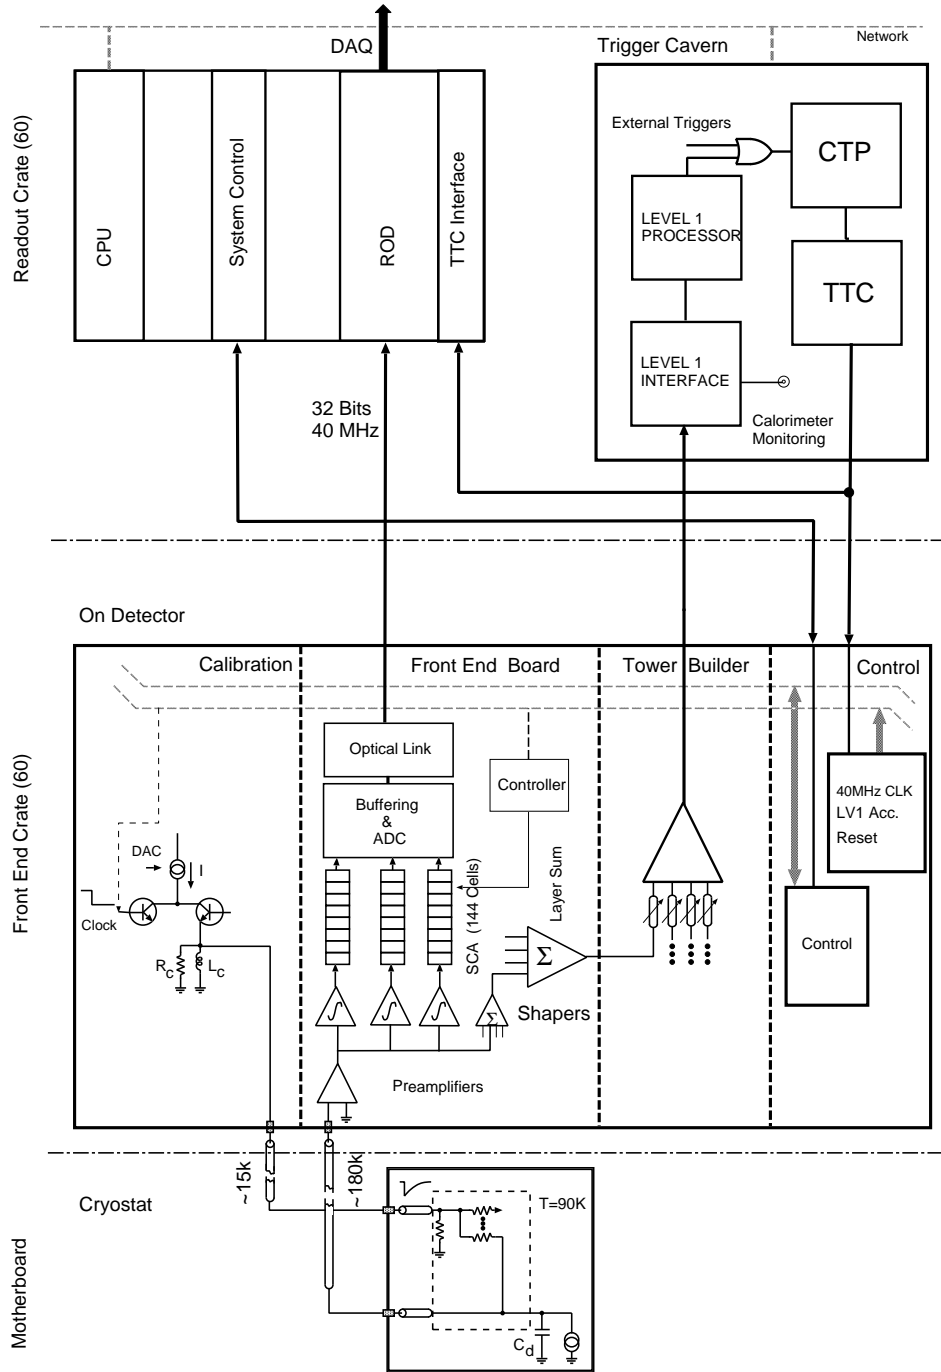 DAQ
Trigger Cavern
Network
Readout Crate (60)
CPU
System Control
ROD
TTC Interface
External Triggers
CTP
LEVEL 1
PROCESSOR
TTC
LEVEL 1
INTERFACE
32 Bits
40 MHz
Calorimeter
Monitoring
On Detector
Front End Crate (60)
Calibration
Front End Board
Tower Builder
Control
Optical Link
Controller
Buffering
&
ADC
40MHz CLK
LV1 Acc.
Reset
DAC
I
Clock
SCA (144 Cells)
Layer Sum
Σ
Control
Rc
Lc
Σ
Shapers
Preamplifiers
~15k
~180k
Cryostat
T=90K
Motherboard
Cd